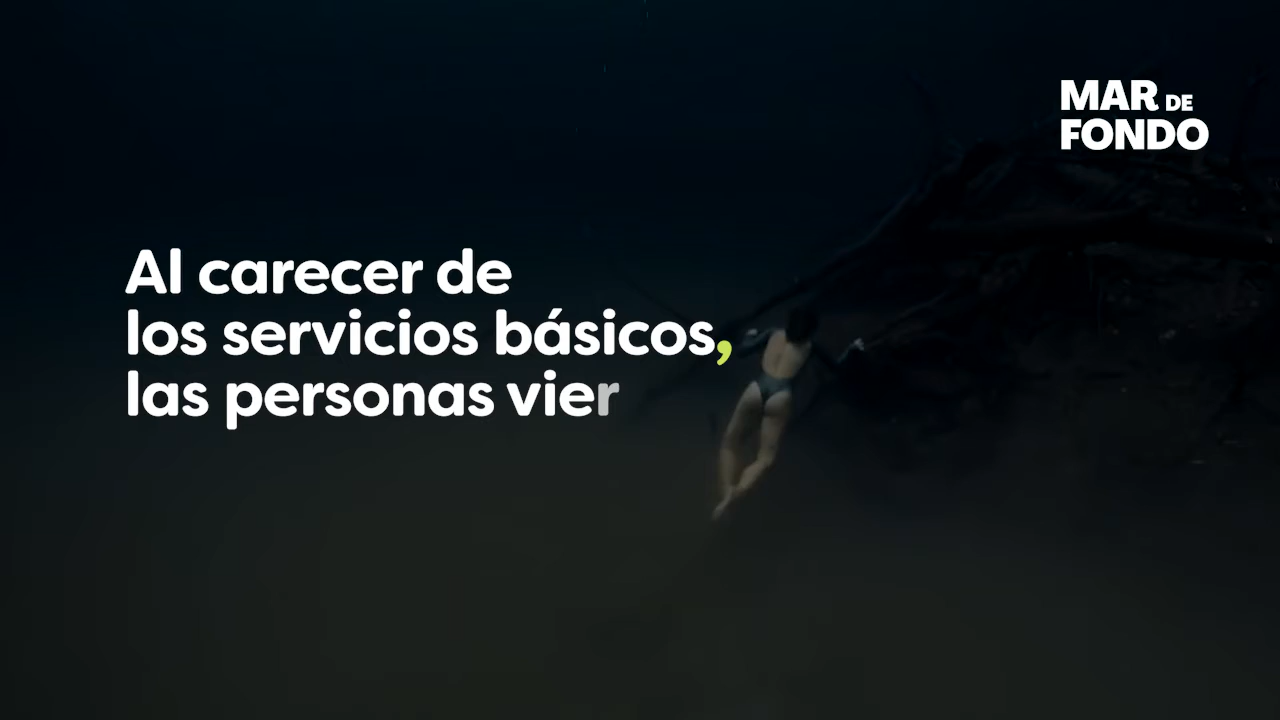 MAR DE
FONDO
Al carecer de
los servicios básicos,
las personas vier